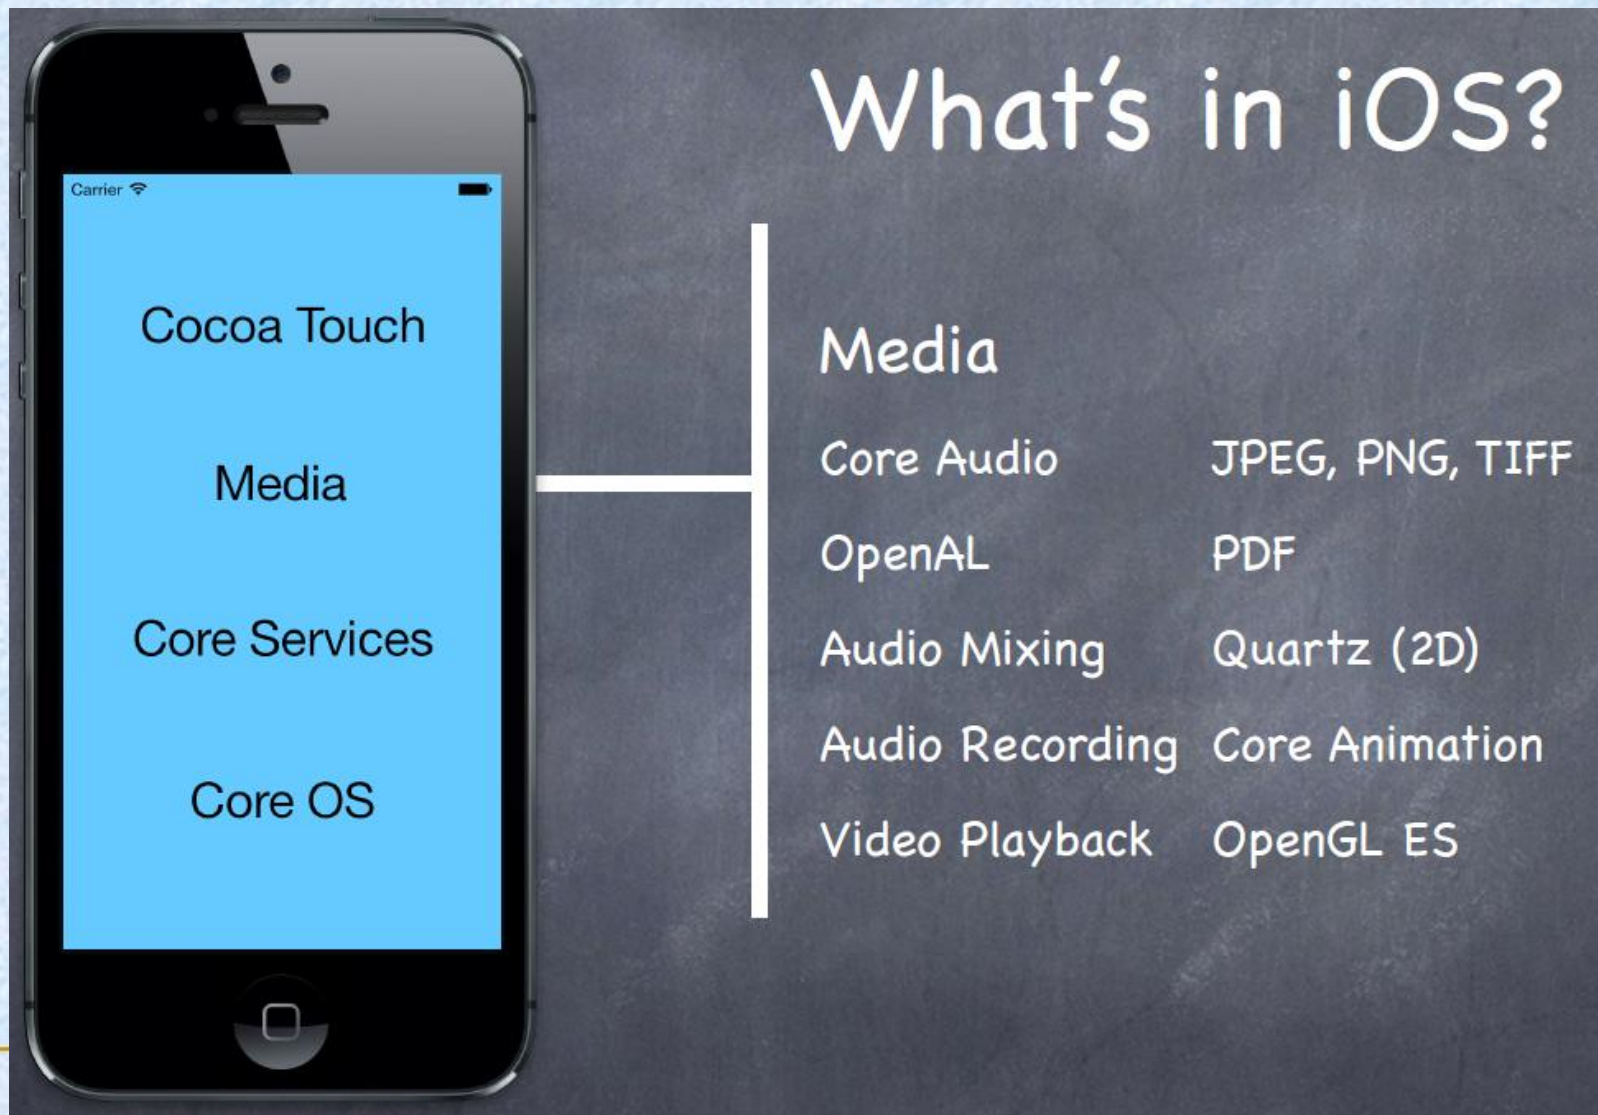 What's in iOS?
Carrier
Cocoa Touch
Media
Core Services
Core OS
Media
Core Audio
JPEG, PNG, TIFF
OpenAL
PDF
Audio Mixing
Quartz (2D)
Audio Recording
Core Animation
Video Playback
OpenGL ES